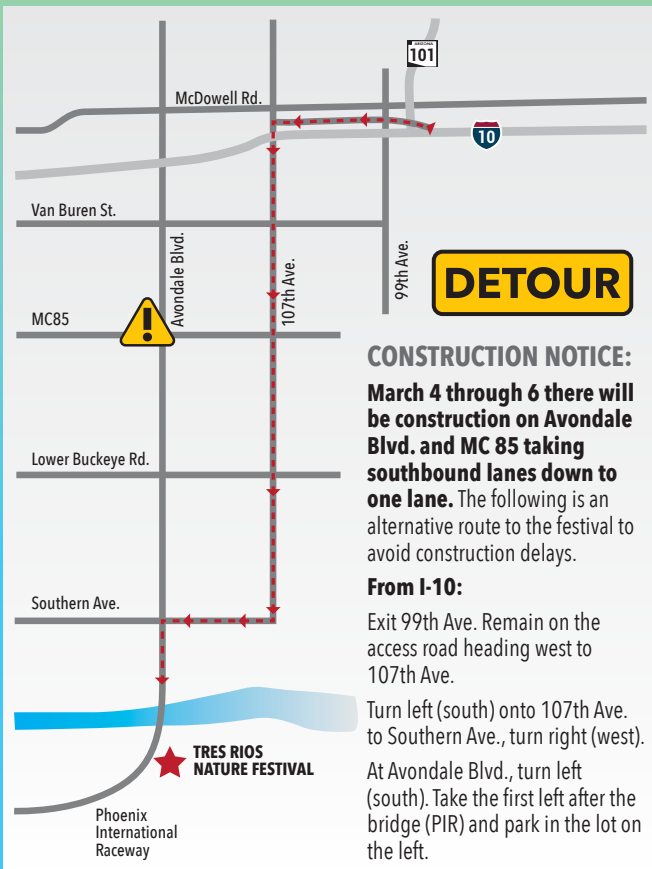 ARIZONA
101
McDowell Rd.
10
Van Buren St.
Avondale Blvd.
107th Ave.
99th Ave.
DETOUR
MC85
CONSTRUCTION NOTICE:
March 4 through 6 there will
be construction on Avondale
Blvd. and MC 85 taking
southbound lanes down to
one lane. The following is an
alternative route to the festival to
avoid construction delays.
Lower Buckeye Rd.
From I-10:
Exit 99th Ave. Remain on the
access road heading west to
107th Ave.
Turn left (south) onto 107th Ave.
to Southern Ave., turn right (west).
At Avondale Blvd., turn left
(south). Take the first left after the
bridge (PIR) and park in the lot on
the left.
Southern Ave.
TRES RIOS
NATURE FESTIVAL
Phoenix
International
Raceway